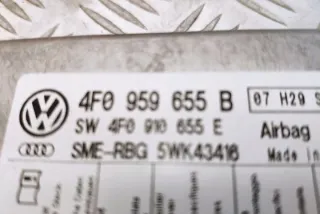 4F0 959 655 B
07 H29 S
SW 4F0 910 655 E
Airbag
SME-RBG 5WK43416
Made in